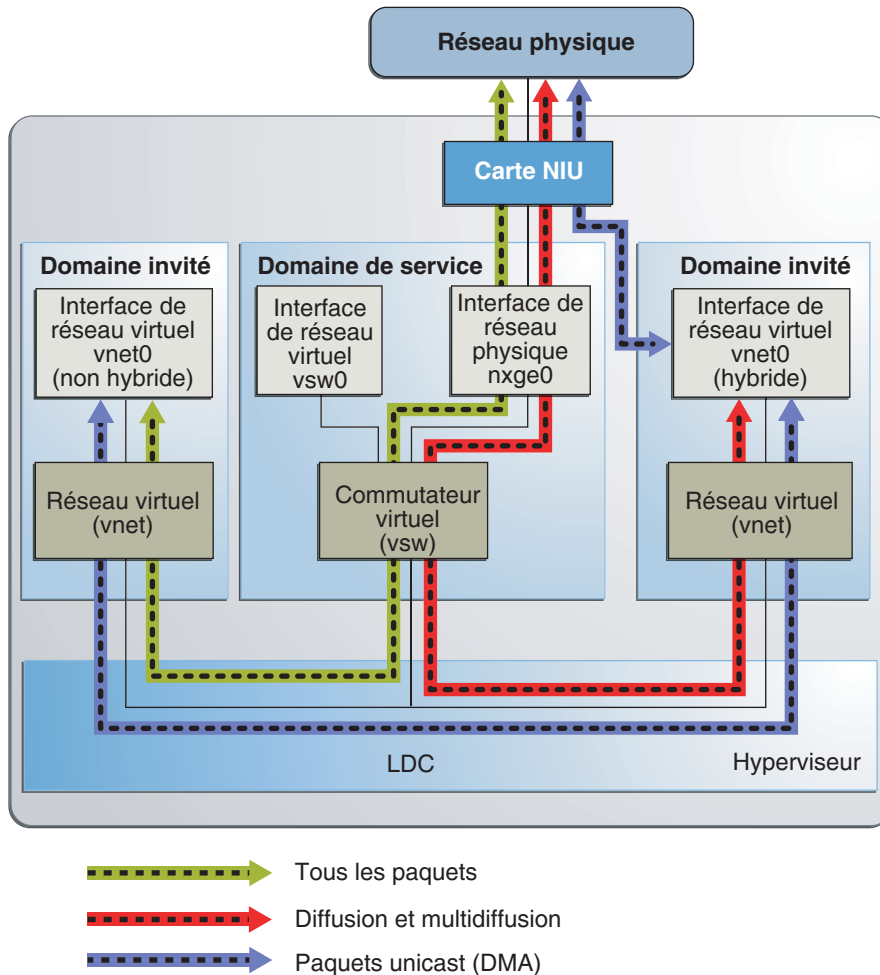 Réseau physique
Carte NIU
Domaine invité
Interface de
réseau virtuel
vnet0
(non hybride)
Réseau virtuel
(vnet)
Domaine de service
Interface
de réseau
virtuel
vsw0
Interface de
réseau
physique
nxge0
Commutateur
virtuel
(vsw)
Domaine invité
Interface de
réseau virtuel
vnet0
(hybride)
Réseau virtuel
(vnet)
LDC
Hyperviseur
Tous les paquets
Diffusion et multidiffusion
Paquets unicast (DMA)